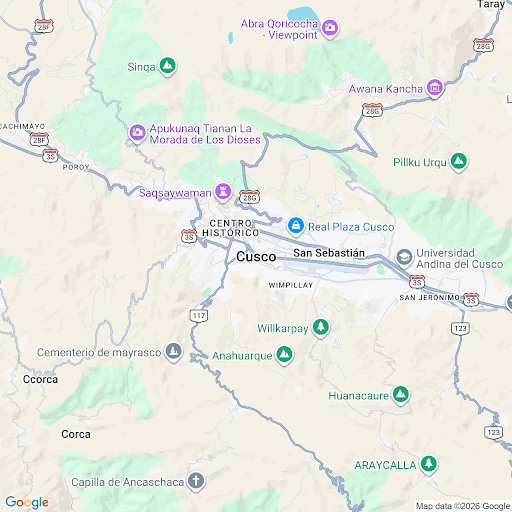 Taray
Abra Qoricocha
- Viewpoint
28F
28G
Sinqa
Awana Kancha
28G
CACHIMAYO
28F
Apukunaq Tianan La
Morada de Los Dioses
3S
POROY
Pillku Urqu
Saqsaywaman
28G
CENTRO
HISTÓRICO
Real Plaza Cusco
3S
Cusco
San Sebastián
Universidad
Andina del Cusco
3S
WIMPILLAY
SAN JERÓNIMO
3S
117
Willkarpay
123
Cementerio de mayrasco
Anahuarque
Ccorca
Huanacaure
Corca
123
ARAYCALLA
Capilla de Ancaschaca
Google
Map data ©2026 Google